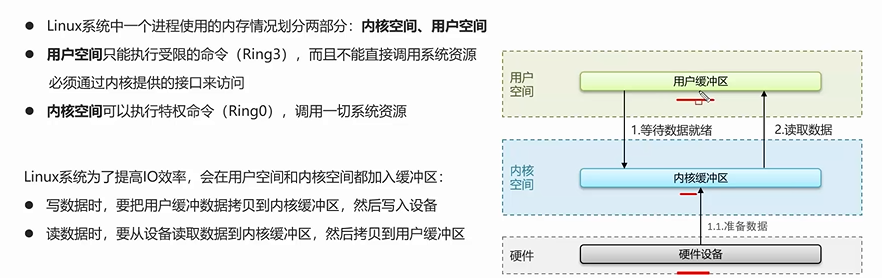 Linux系统中一个进程使用的内存情况划分两部分：内核空间、用户空间
用户空间只能执行受限的命令（Ring3），而且不能直接调用系统资源
必须通过内核提供的接口来访问
内核空间可以执行特权命令（Ring0），调用一切系统资源
Linux系统为了提高IO效率，会在用户空间和内核空间都加入缓冲区：
写数据时，要把用户缓冲数据拷贝到内核缓冲区，然后写入设备
读数据时，要从设备读取数据到内核缓冲区，然后拷贝到用户缓冲区
用户
空间
用户缓冲区
1.等待数据就绪
2.读取数据
内核
空间
内核缓冲区
1.1.准备数据
硬件
硬件设备